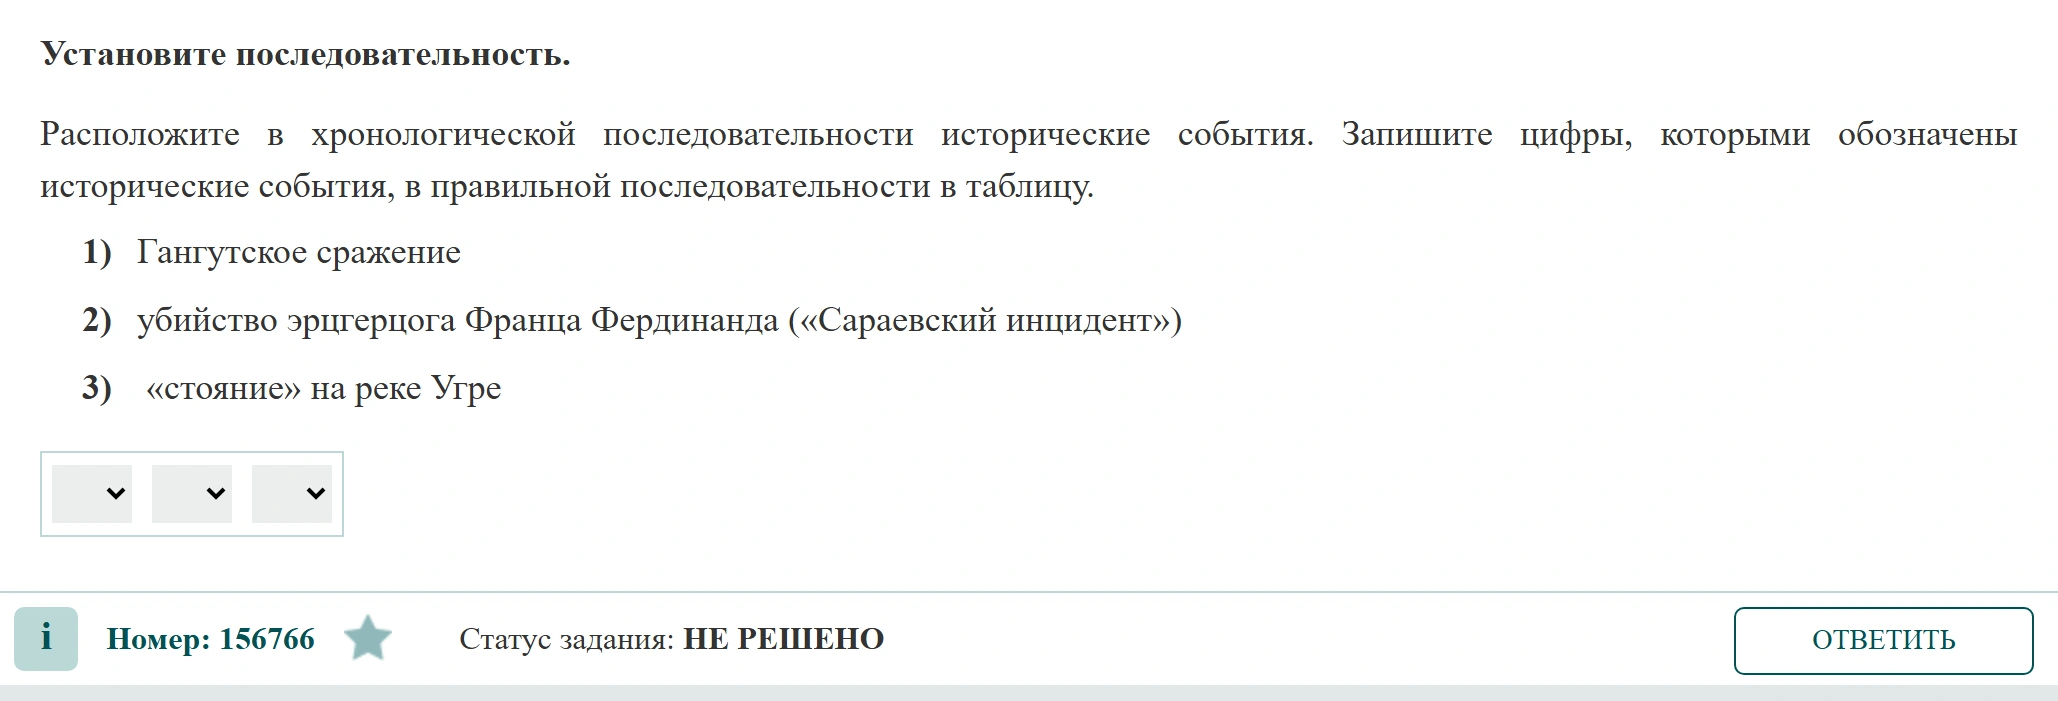 Установите последовательность.
Расположите в хронологической последовательности исторические события. Запишите цифры, которыми обозначены
исторические события, в правильной последовательности в таблицу.
1) Гангутское сражение
2) убийство эрцгерцога Франца Фердинанда («Сараевский инцидент»)
3) «стояние» на реке Угре
i Номер: 156766 Статус задания: НЕ РЕШЕНО ОТВЕТИТЬ